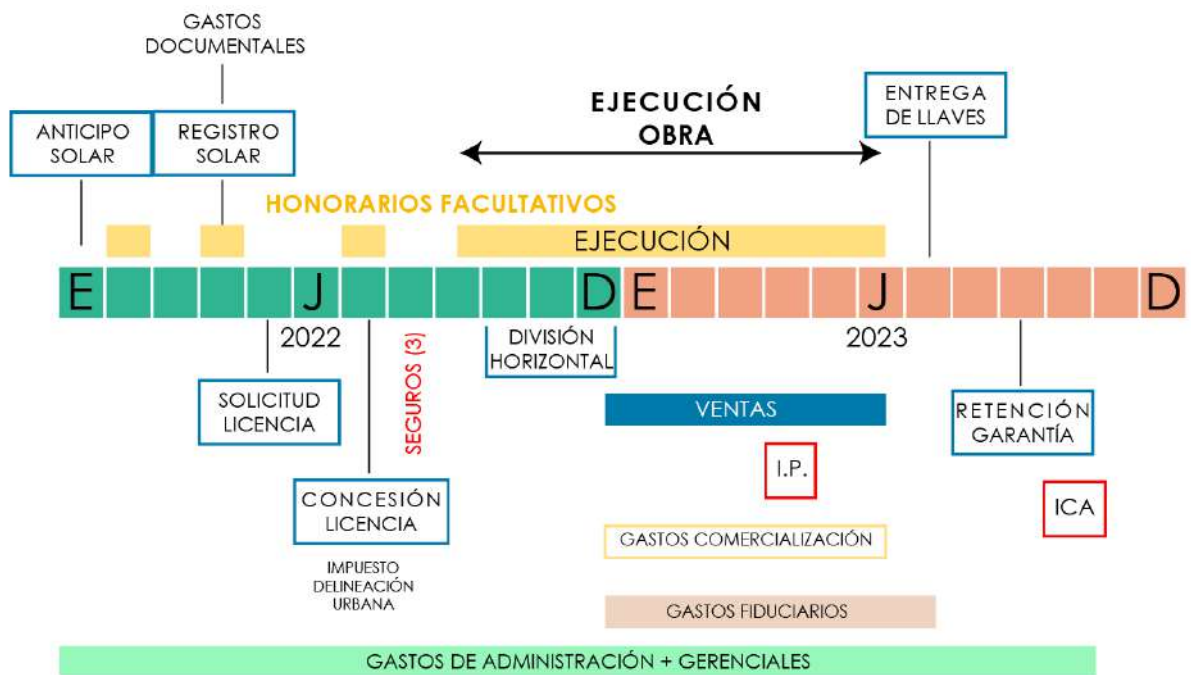 GASTOS
DOCUMENTALES
ANTICIPO
SOLAR
REGISTRO
SOLAR
EJECUCIÓN
OBRA
ENTREGA
DE LLAVES
HONORARIOS FACULTATIVOS
EJECUCIÓN
E
J
D
E
J
D
2022
2023
SOLICITUD
LICENCIA
SEGUROS (3)
DIVISIÓN
HORIZONTAL
CONCESIÓN
LICENCIA
IMPUESTO
DELINEACIÓN
URBANA
VENTAS
I.P.
RETENCIÓN
GARANTÍA
ICA
GASTOS COMERCIALIZACIÓN
GASTOS FIDUCIARIOS
GASTOS DE ADMINISTRACIÓN + GERENCIALES